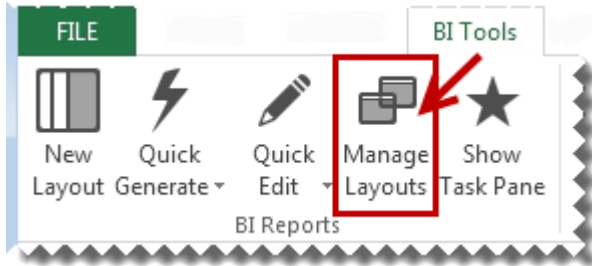 FILE BI Tools
New Quick Quick Manage Show
Layout Generate Edit Layouts Task Pane
BI Reports